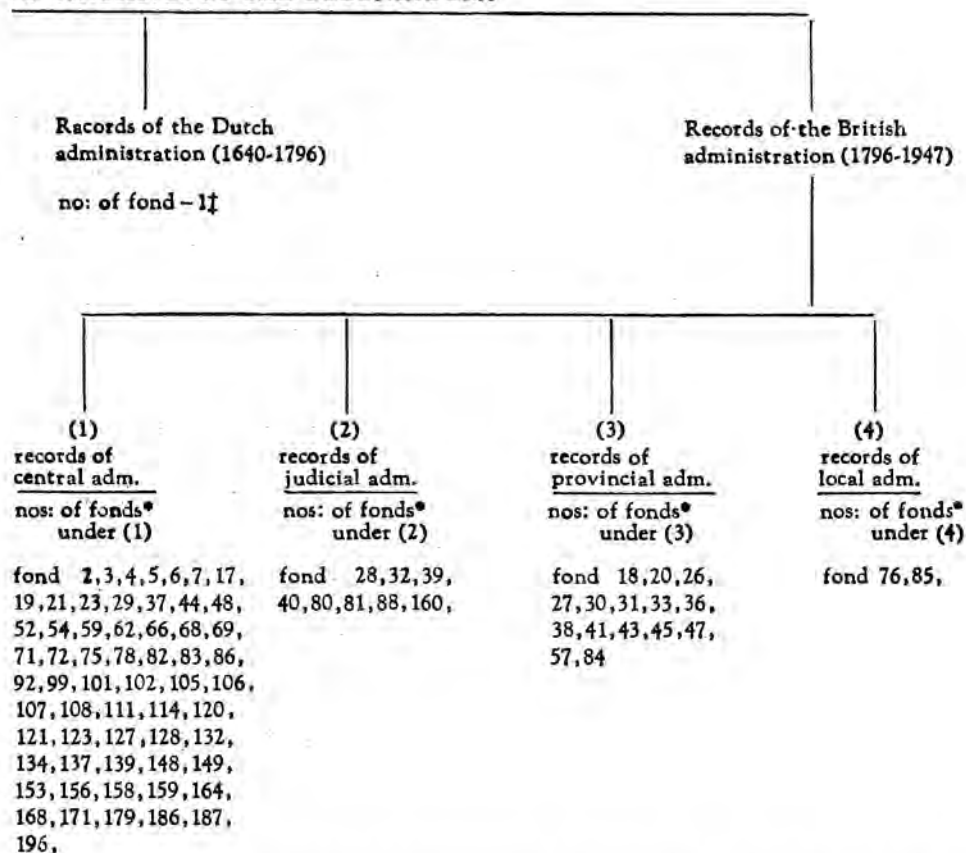 Racords of the Dutch
administration (1640-1796)
no: of fond – 1‡
Records of·the British
administration (1796-1947)
(1)
records of
central adm.
nos: of fonds*
under (1)
fond 2,3,4,5,6,7,17,
19,21,23,29,37,44,48,
52,54,59,62,66,68,69,
71,72,75,78,82,83,86,
92,99,101,102,105,106,
107,108,111,114,120,
121,123,127,128,132,
134,137,139,148,149,
153,156,158,159,164,
168,171,179,186,187,
196,
(2)
records of
judicial adm.
nos: of fonds*
under (2)
fond 28,32,39,
40,80,81,88,160,
(3)
records of
provincial adm.
nos: of fonds*
under (3)
fond 18,20,26,
27,30,31,33,36,
38,41,43,45,47,
57,84
(4)
records of
local adm.
nos: of fonds*
under (4)
fond 76,85,